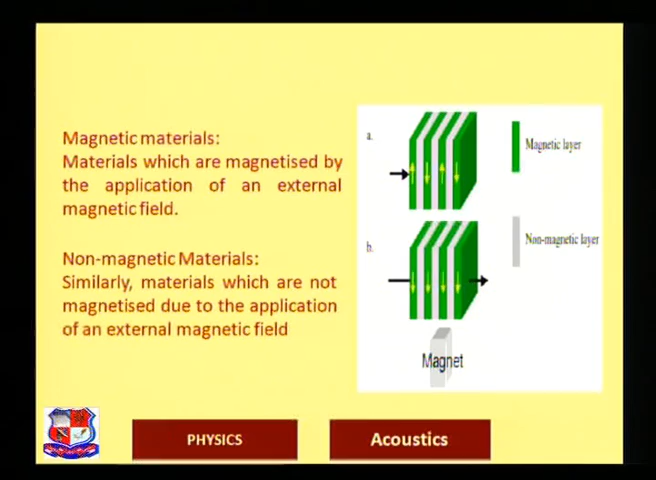 Magnetic materials:
Materials which are magnetised by
the application of an external
magnetic field.
Non-magnetic Materials:
Similarly, materials which are not
magnetised due to the application
of an external magnetic field
a.
Magnetic layer
b.
Non-magnetic layer
Magnet
PHYSICS
Acoustics